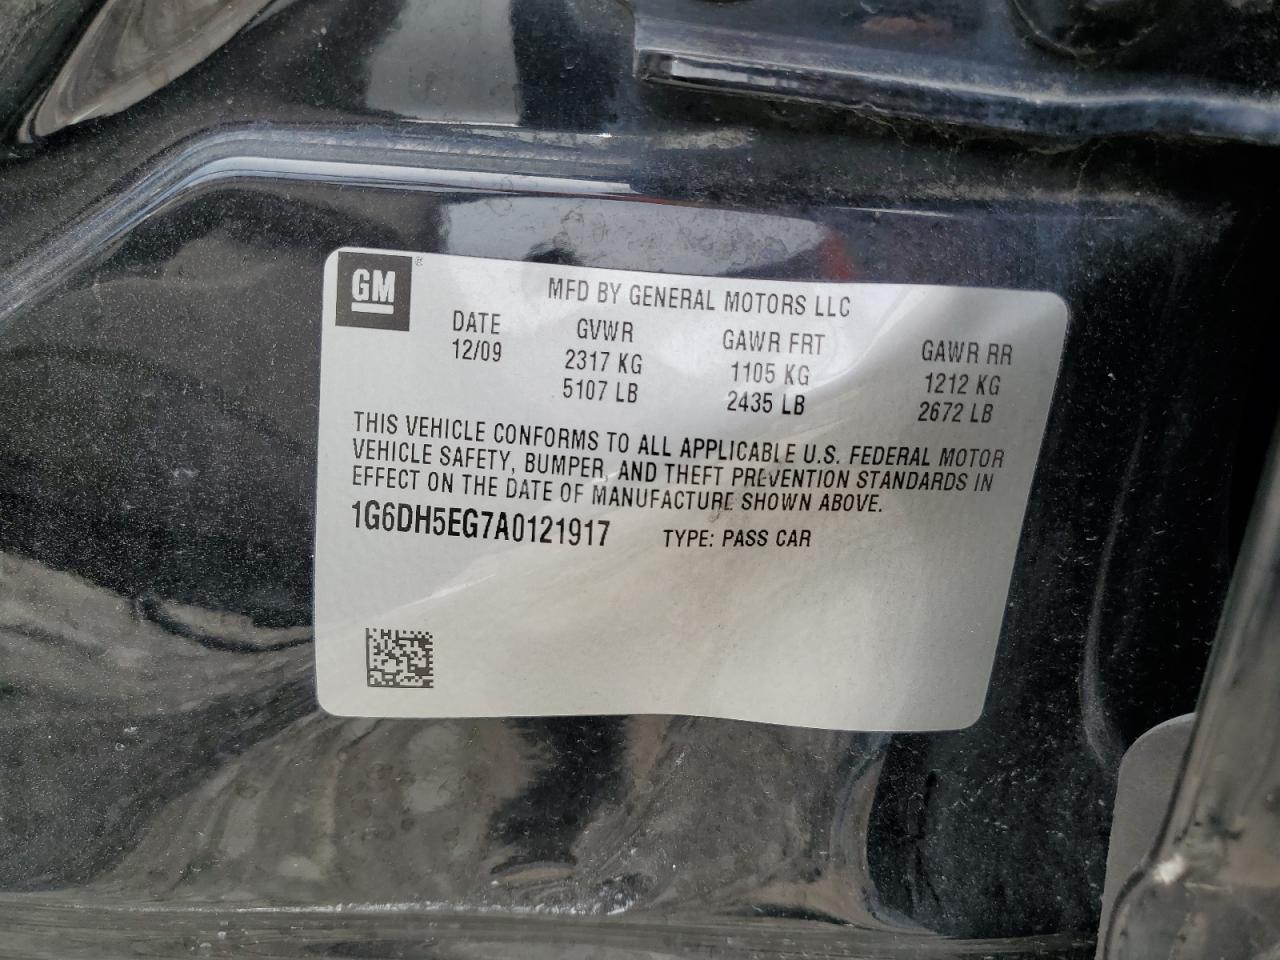 GM®
MFD BY GENERAL MOTORS LLC
DATE GVWR GAWR FRT GAWR RR
12/09 2317 KG 1105 KG 1212 KG
5107 LB 2435 LB 2672 LB
THIS VEHICLE CONFORMS TO ALL APPLICABLE U.S. FEDERAL MOTOR
VEHICLE SAFETY, BUMPER, AND THEFT PREVENTION STANDARDS IN
EFFECT ON THE DATE OF MANUFACTURE SHOWN ABOVE.
1G6DH5EG7A0121917 TYPE: PASS CAR